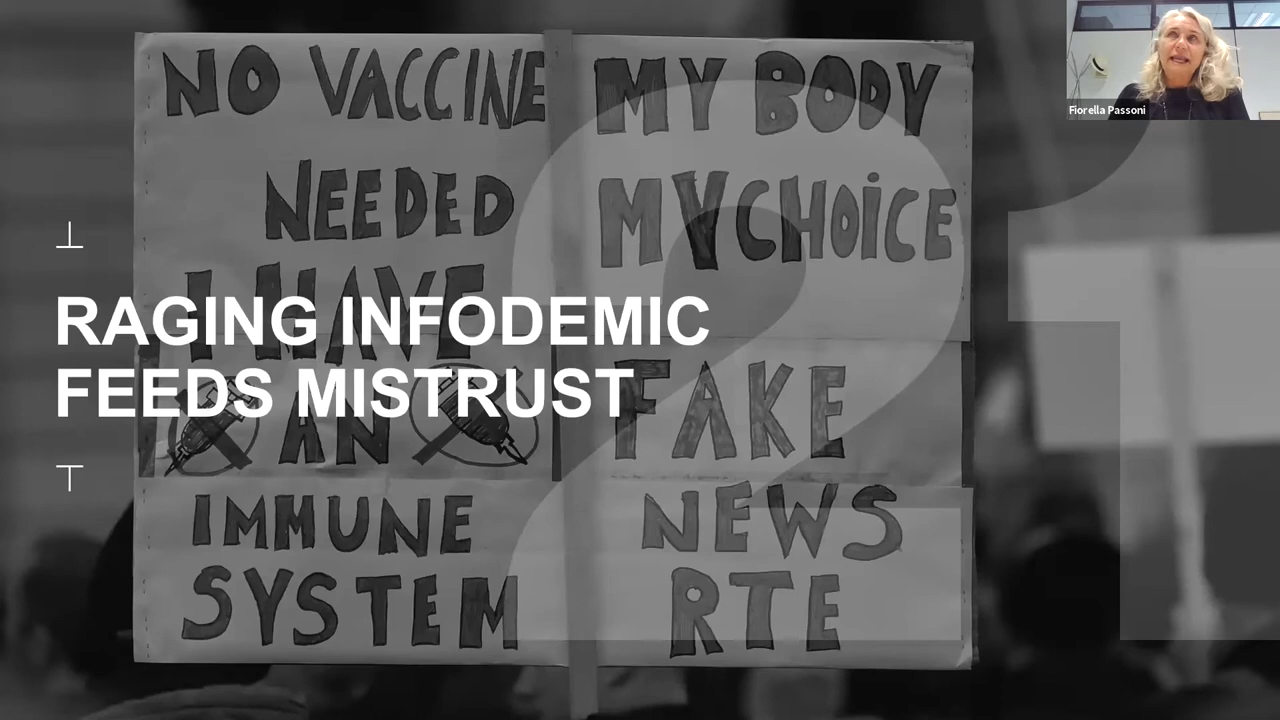 NO VACCINE
NEEDED
I HAVE
AN
IMMUNE
SYSTEM
MY BODY
MY CHOICE
FAKE
NEWS
RTE
RAGING INFODEMIC
FEEDS MISTRUST
21
Fiorella Passoni